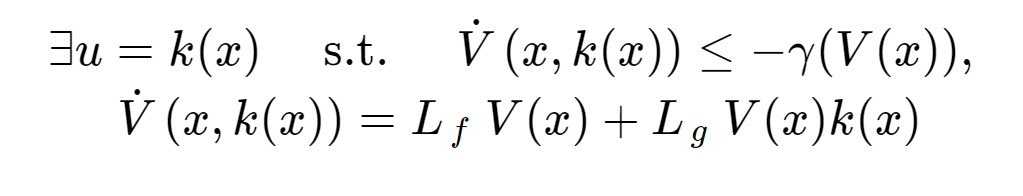 ∃u = k(x) s.t. V̇ (x, k(x)) ≤ −γ(V(x)),
V̇ (x, k(x)) = L_f V(x) + L_g V(x)k(x)